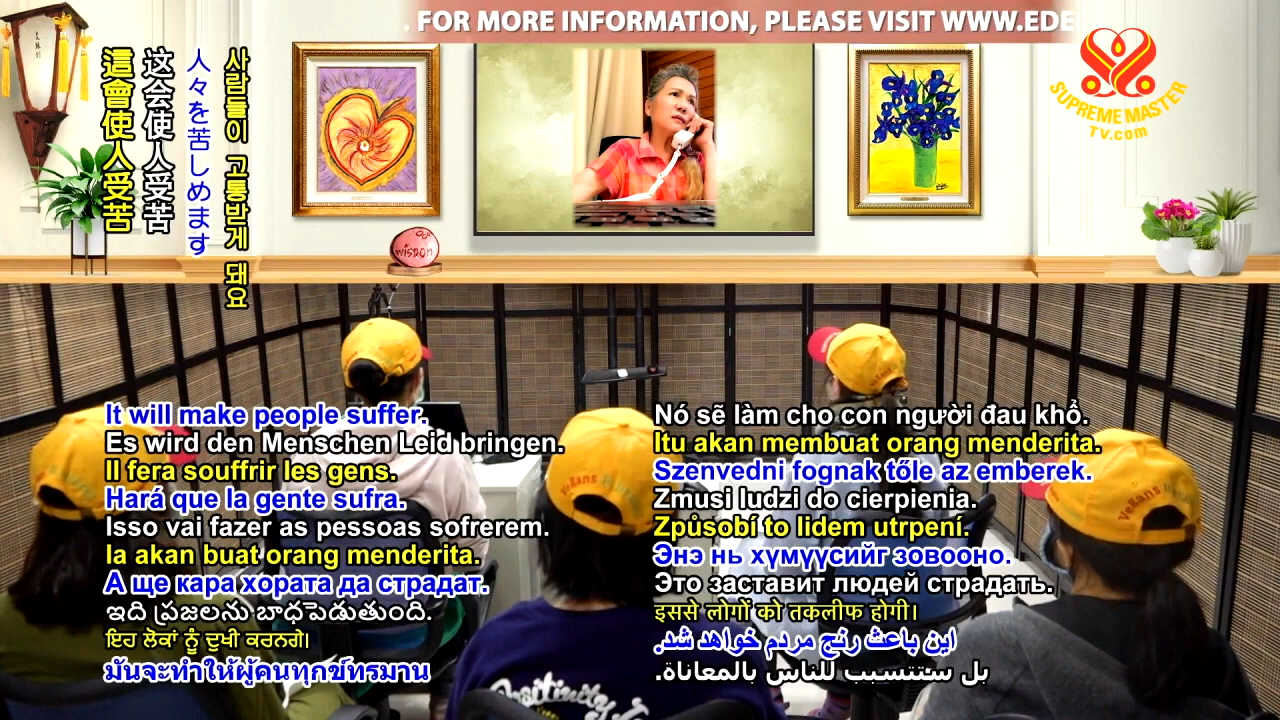 . FOR MORE INFORMATION, PLEASE VISIT WWW.EDE
SUPREME MASTER
TV.com
這會使人受苦
这会使人受苦
人々を苦しめます
사람들이 고통받게 돼요
wisdom
It will make people suffer.
Es wird den Menschen Leid bringen.
Il fera souffrir les gens.
Hará que la gente sufra.
Isso vai fazer as pessoas sofrerem.
Ia akan buat orang menderita.
А ще кара хората да страдат.
ఇది ప్రజలను బాధపెడుతుంది.
ਇਹ ਲੋਕਾਂ ਨੂੰ ਦੁਖੀ ਕਰਨਗੇ।
มันจะทำให้ผู้คนทุกข์ทรมาน
Nó sẽ làm cho con người đau khổ.
Itu akan membuat orang menderita.
Szenvedni fognak tőle az emberek.
Zmusi ludzi do cierpienia.
Způsobí to lidem utrpení.
Энэ нь хүмүүсийг зовооно.
Это заставит людей страдать.
इससे लोगों को तकलीफ होगी।
این باعث رنج مردم خواهد شد.
بل ستتسبب للناس بالمعاناة.
Vegans
Vegans
Positivity